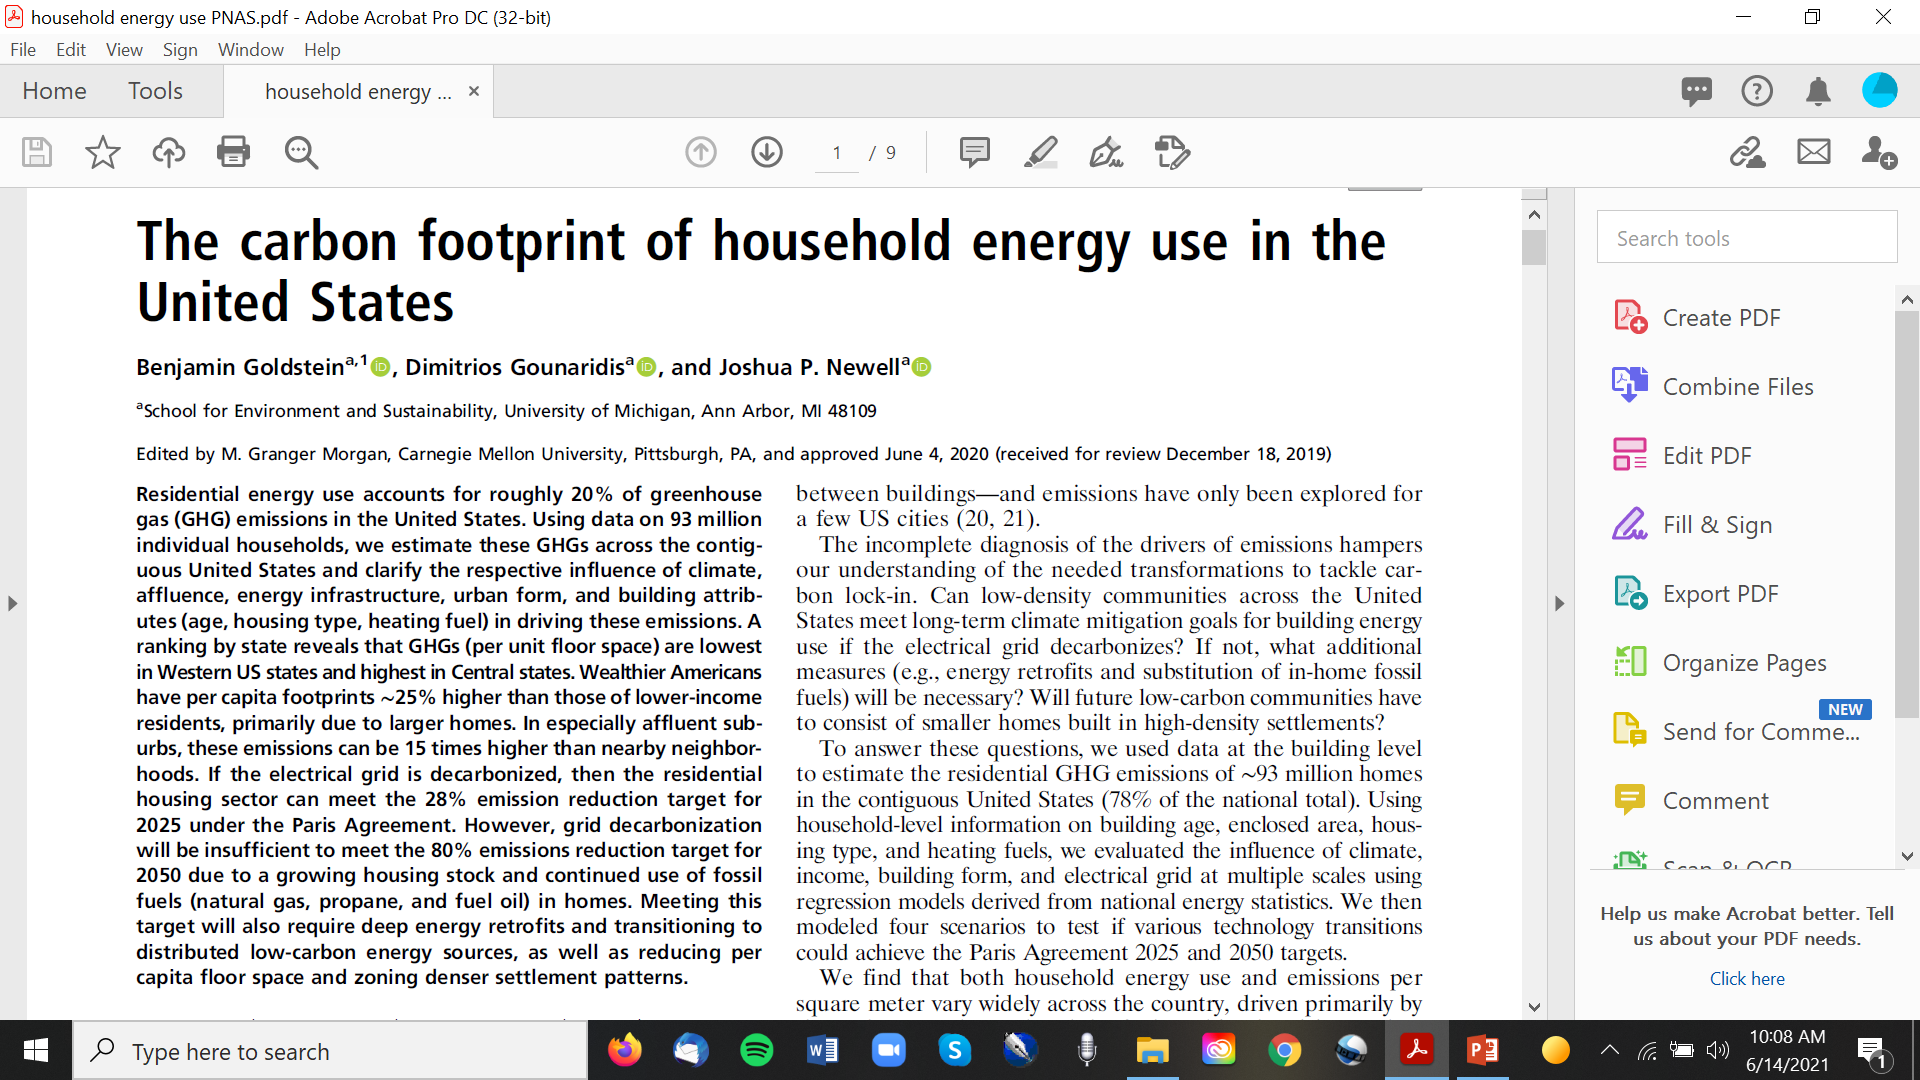 household energy use PNAS.pdf - Adobe Acrobat Pro DC (32-bit)
File Edit View Sign Window Help
Home Tools household energy ... ×
1 / 9
The carbon footprint of household energy use in the
United States
Benjamin Goldstein a,1 iD, Dimitrios Gounaridis a iD, and Joshua P. Newell a iD
a School for Environment and Sustainability, University of Michigan, Ann Arbor, MI 48109
Edited by M. Granger Morgan, Carnegie Mellon University, Pittsburgh, PA, and approved June 4, 2020 (received for review December 18, 2019)
Residential energy use accounts for roughly 20% of greenhouse
gas (GHG) emissions in the United States. Using data on 93 million
individual households, we estimate these GHGs across the contig-
uous United States and clarify the respective influence of climate,
affluence, energy infrastructure, urban form, and building attrib-
utes (age, housing type, heating fuel) in driving these emissions. A
ranking by state reveals that GHGs (per unit floor space) are lowest
in Western US states and highest in Central states. Wealthier Americans
have per capita footprints ~25% higher than those of lower-income
residents, primarily due to larger homes. In especially affluent sub-
urbs, these emissions can be 15 times higher than nearby neighbor-
hoods. If the electrical grid is decarbonized, then the residential
housing sector can meet the 28% emission reduction target for
2025 under the Paris Agreement. However, grid decarbonization
will be insufficient to meet the 80% emissions reduction target for
2050 due to a growing housing stock and continued use of fossil
fuels (natural gas, propane, and fuel oil) in homes. Meeting this
target will also require deep energy retrofits and transitioning to
distributed low-carbon energy sources, as well as reducing per
capita floor space and zoning denser settlement patterns.
between buildings—and emissions have only been explored for
a few US cities (20, 21).
The incomplete diagnosis of the drivers of emissions hampers
our understanding of the needed transformations to tackle car-
bon lock-in. Can low-density communities across the United
States meet long-term climate mitigation goals for building energy
use if the electrical grid decarbonizes? If not, what additional
measures (e.g., energy retrofits and substitution of in-home fossil
fuels) will be necessary? Will future low-carbon communities have
to consist of smaller homes built in high-density settlements?
To answer these questions, we used data at the building level
to estimate the residential GHG emissions of ~93 million homes
in the contiguous United States (78% of the national total). Using
household-level information on building age, enclosed area, hous-
ing type, and heating fuels, we evaluated the influence of climate,
income, building form, and electrical grid at multiple scales using
regression models derived from national energy statistics. We then
modeled four scenarios to test if various technology transitions
could achieve the Paris Agreement 2025 and 2050 targets.
We find that both household energy use and emissions per
square meter vary widely across the country, driven primarily by
Search tools
Create PDF
Combine Files
Edit PDF
Fill & Sign
Export PDF
Organize Pages
NEW
Send for Comme...
Comment
Scan & OCR
Help us make Acrobat better. Tell
us about your PDF needs.
Click here
Type here to search
10:08 AM
6/14/2021
1